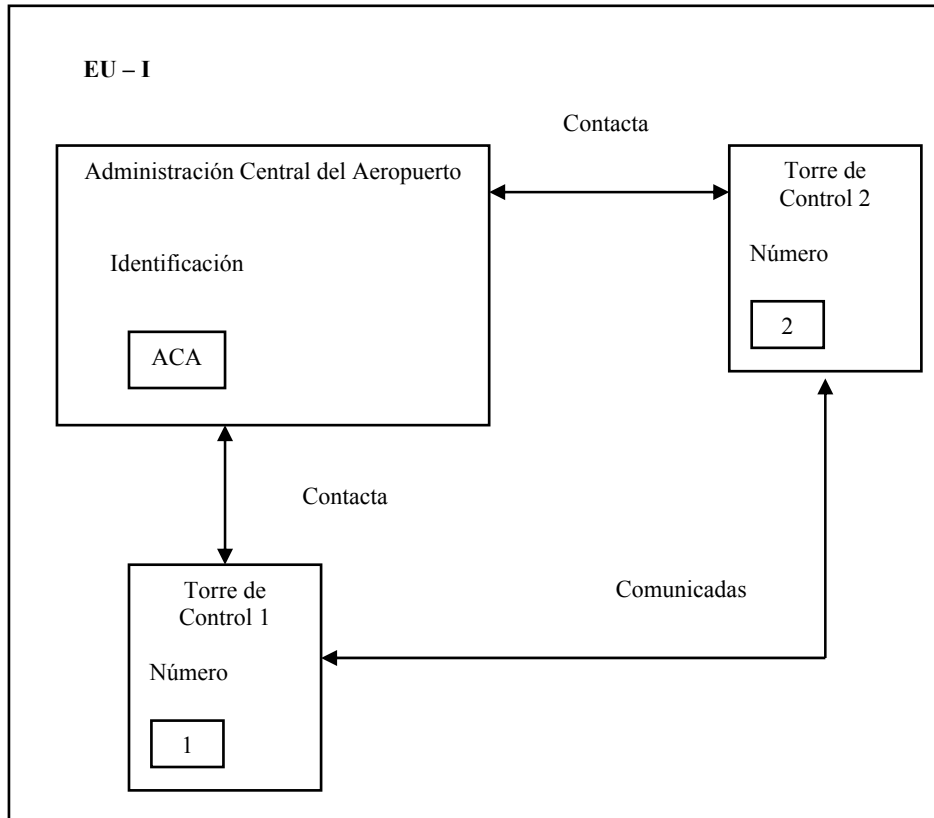 EU – I
Contacta
Administración Central del Aeropuerto
Torre de
Control 2
Identificación
Número
ACA
2
Contacta
Torre de
Control 1
Comunicadas
Número
1